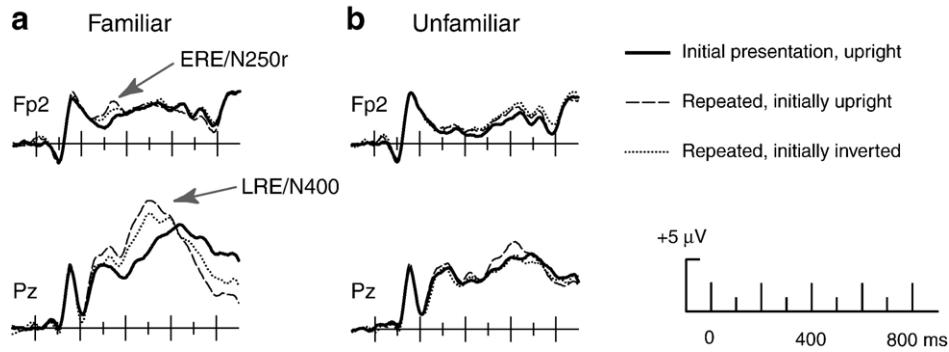 a Familiar
b Unfamiliar
ERE/N250r
Fp2
Fp2
LRE/N400
Pz
Pz
Initial presentation, upright
Repeated, initially upright
Repeated, initially inverted
+5 μV
0 400 800 ms